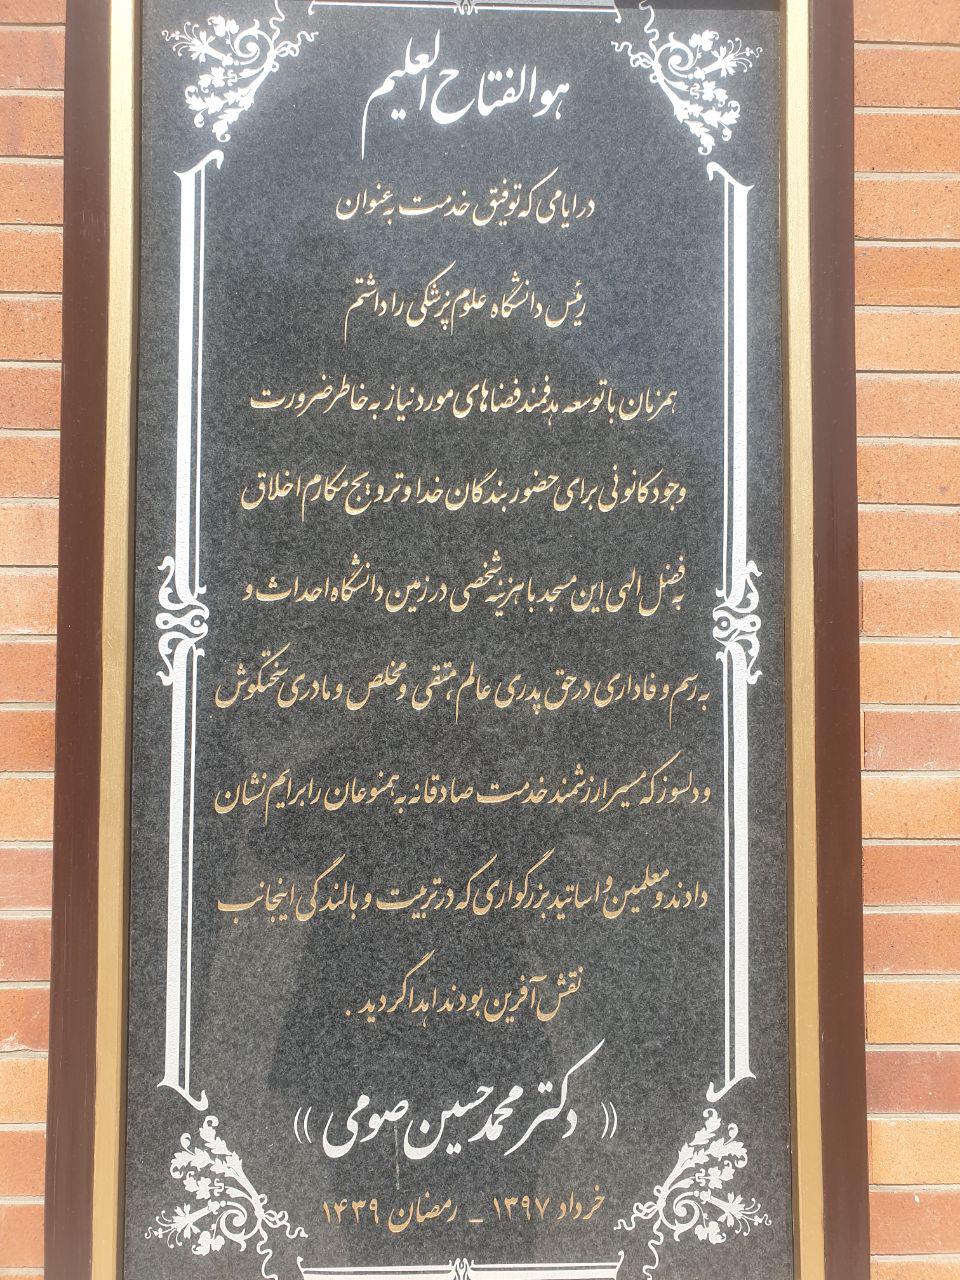 هوالفتاح العلیم
در ایامی که توفیق خدمت به عنوان
رئیس دانشگاه علوم پزشکی را داشتم
همزمان با توسعه هدفمند فضاهای مورد نیاز به خاطر ضرورت
وجود کانونی برای حضور بندگان خدا و ترویج مکارم اخلاق
به فضل الهی این مسجد با هزینه شخصی در زمین دانشگاه احداث و
به رسم وفاداری در حق پدری عالم، متقی و مخلص و مادری سختکوش
و دلسوز که مسیر ارزشمند خدمت صادقانه به همنوعان را برایم نشان
دادند و معلمین و اساتید بزرگواری که در تربیت و بالندگی اینجانب
نقش آفرین بودند اهدا گردید .
(( دکتر محمد حسین صومی ))
خرداد ۱۳۹۷ - رمضان ۱۴۳۹